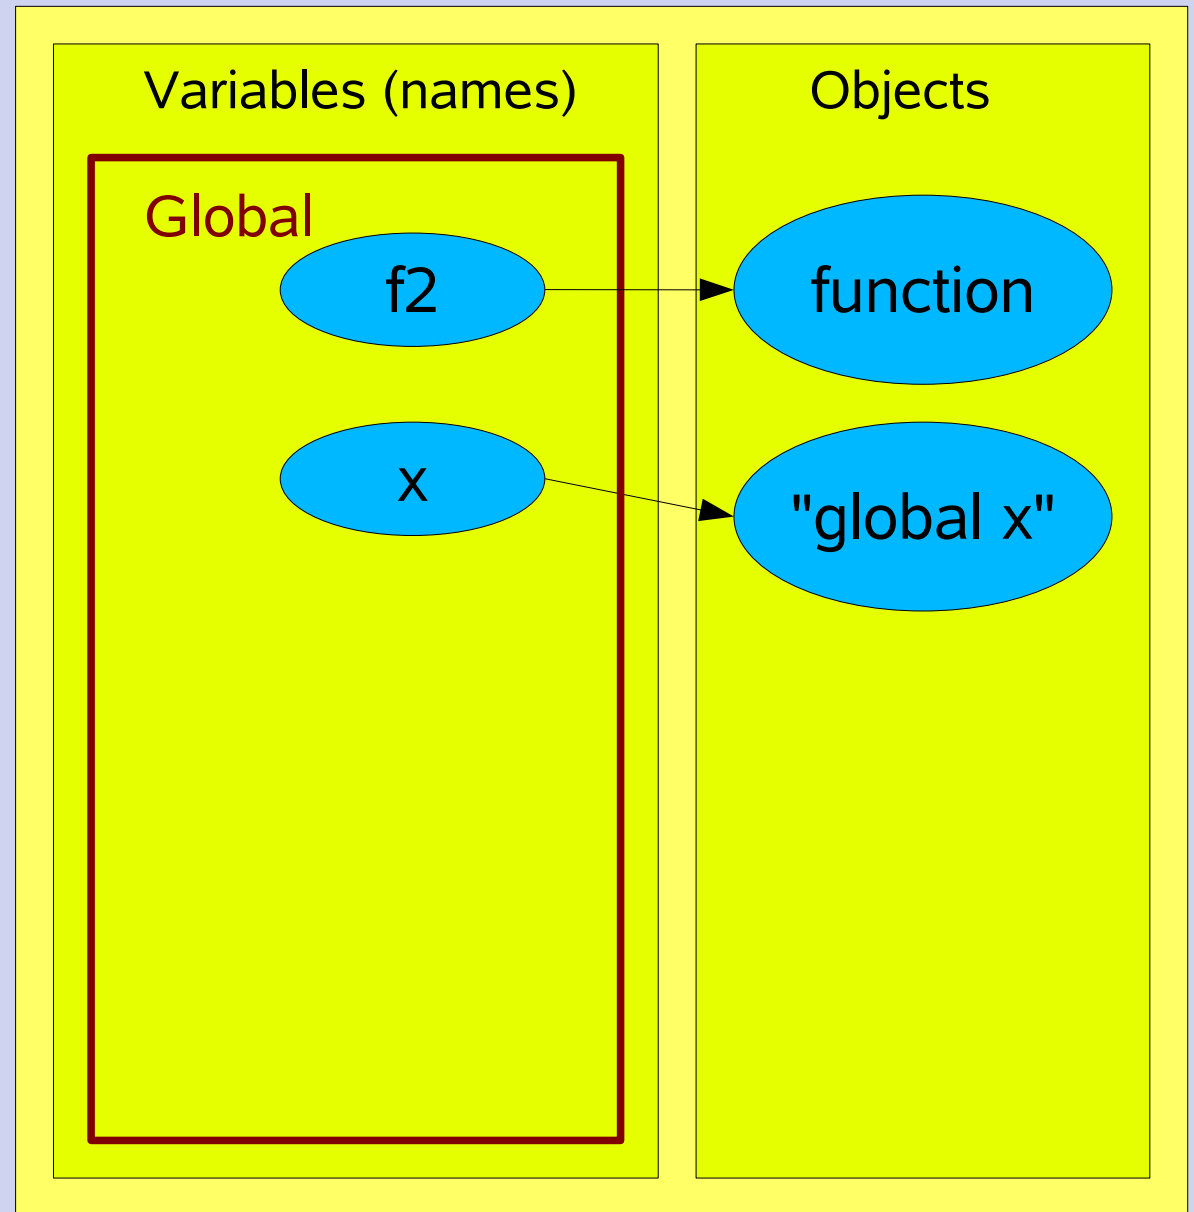 Variables (names)
Objects
Global
f2
function
x
"global x"